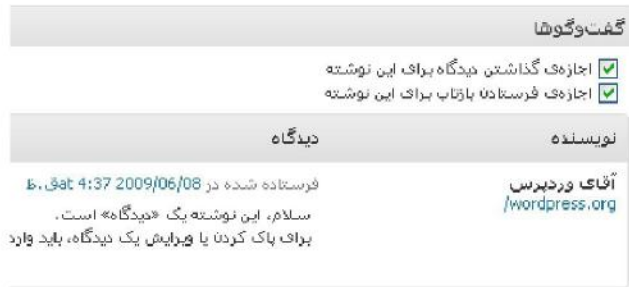 گفت‌وگوها
اجازه‌ی گذاشتن دیدگاه برای این نوشته
اجازه‌ی فرستادن بازتاب برای این نوشته
نویسنده
دیدگاه
آقای وردپرس
wordpress.org/
فرستاده شده در 2009/06/08 at 4:37ق.ظ
سلام، این نوشته یک «دیدگاه» است.
برای پاک کردن یا ویرایش یک دیدگاه، باید وارد